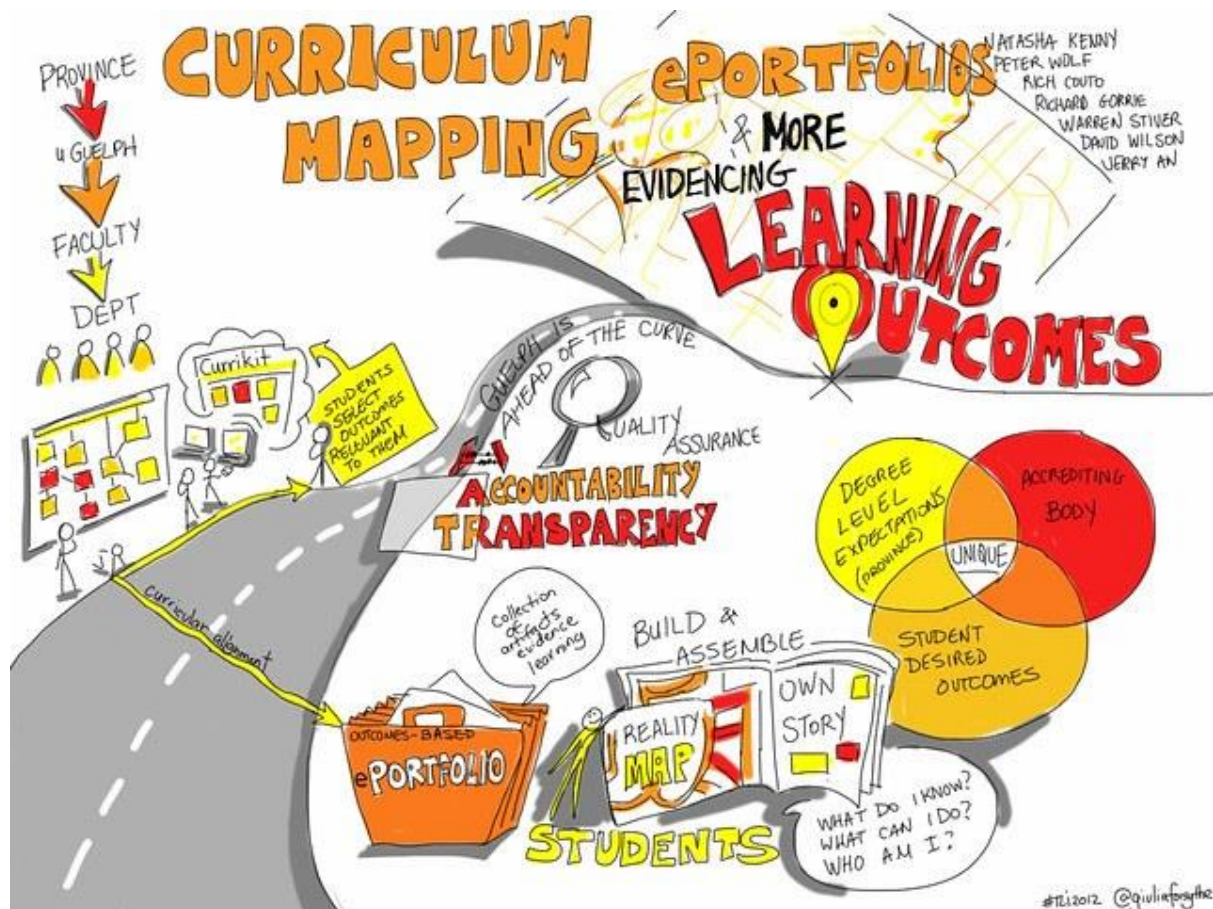 PROVINCE
u GUELPH
FACULTY
DEPT
CURRICULUM
MAPPING
ePORTFOLIOS
& MORE
EVIDENCING
LEARNING
OUTCOMES
NATASHA KENNY
PETER WOLF
RICH COUTO
RICHARD GORRIE
WARREN STIVER
DAVID WILSON
JERRY AN
Currikit
STUDENTS
SELECT
OUTCOMES
RELEVANT
TO THEM
GUELPH IS
AHEAD OF THE CURVE
QUALITY
ASSURANCE
ACCOUNTABILITY
TRANSPARENCY
DEGREE
LEVEL
EXPECTATIONS
(PROVINCE)
ACCREDITING
BODY
UNIQUE
STUDENT
DESIRED
OUTCOMES
curricular alignment
Collection
of
artifacts
evidence
learning
OUTCOMES-BASED
ePORTFOLIO
BUILD &
ASSEMBLE
REALITY
MAP
OWN
STORY
STUDENTS
WHAT DO I KNOW?
WHAT CAN I DO?
WHO AM I?
#TLi2012 @giuliaforsythe